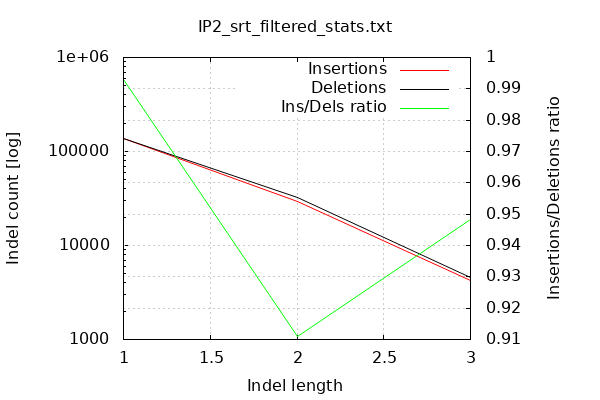 IP2_srt_filtered_stats.txt
Insertions
Deletions
Ins/Dels ratio
1e+06
100000
10000
1000
1
0.99
0.98
0.97
0.96
0.95
0.94
0.93
0.92
0.91
Indel count [log]
Insertions/Deletions ratio
1 1.5 2 2.5 3
Indel length